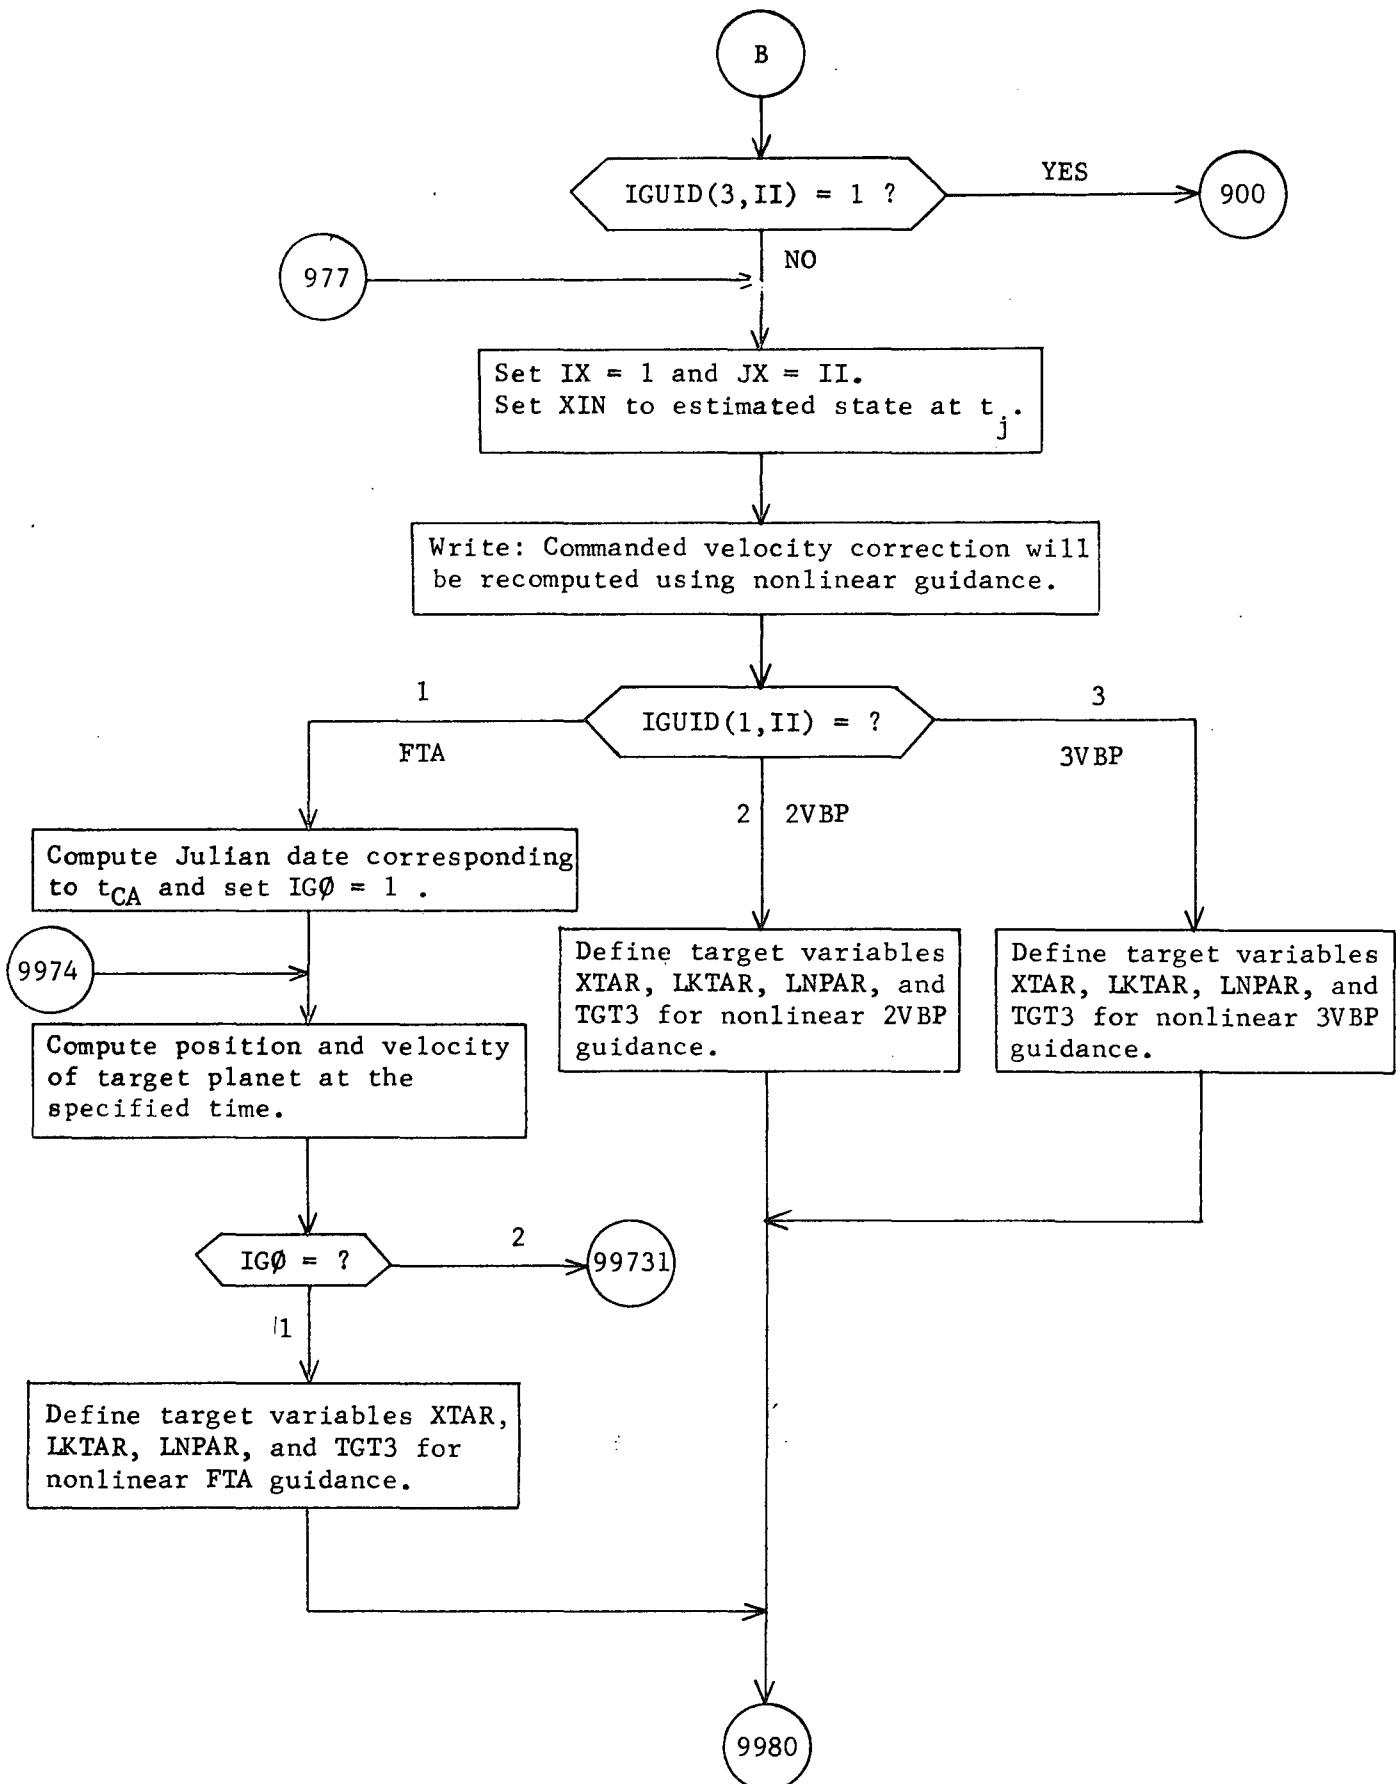 B
IGUID(3,II) = 1 ?
YES
900
NO
977
Set IX = 1 and JX = II.
Set XIN to estimated state at tj.
Write: Commanded velocity correction will
be recomputed using nonlinear guidance.
1
IGUID(1,II) = ?
3
FTA
3VBP
2
2VBP
Compute Julian date corresponding
to tCA and set IGØ = 1 .
9974
Define target variables
XTAR, LKTAR, LNPAR, and
TGT3 for nonlinear 2VBP
guidance.
Define target variables
XTAR, LKTAR, LNPAR, and
TGT3 for nonlinear 3VBP
guidance.
Compute position and velocity
of target planet at the
specified time.
IGØ = ?
2
99731
1
Define target variables XTAR,
LKTAR, LNPAR, and TGT3 for
nonlinear FTA guidance.
9980